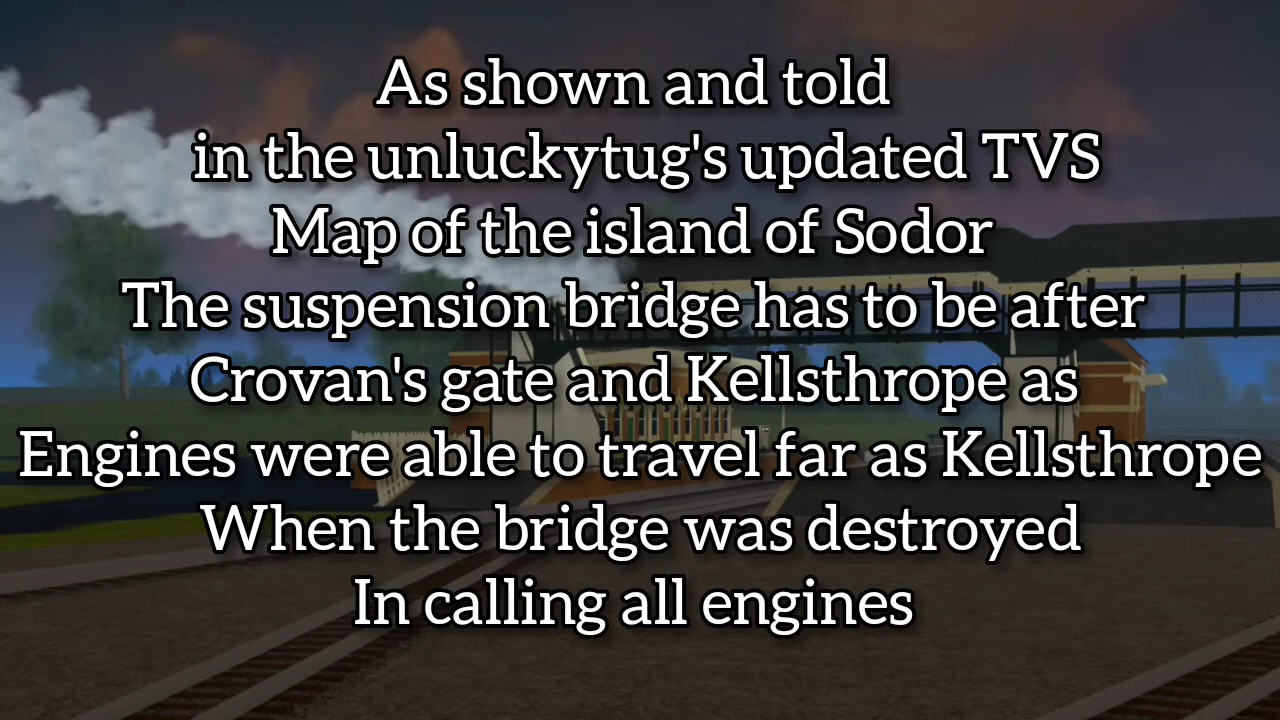 As shown and told
in the unluckytug's updated TVS
Map of the island of Sodor
The suspension bridge has to be after
Crovan's gate and Kellsthrope as
Engines were able to travel far as Kellsthrope
When the bridge was destroyed
In calling all engines